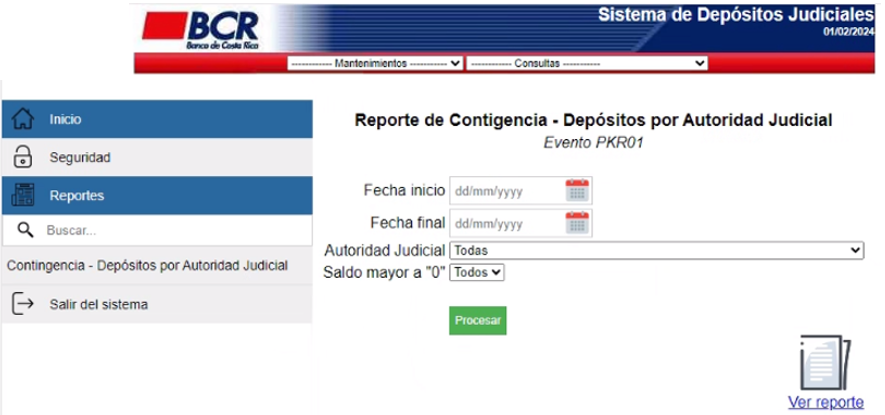 BCR
Banco de Costa Rica
Sistema de Depósitos Judiciales
01/02/2024
------------ Mantenimientos -----------
------------ Consultas -----------
Inicio
Seguridad
Reportes
Buscar...
Contingencia - Depósitos por Autoridad Judicial
Salir del sistema
Reporte de Contigencia - Depósitos por Autoridad Judicial
Evento PKR01
Fecha inicio dd/mm/yyyy
Fecha final dd/mm/yyyy
Autoridad Judicial Todas
Saldo mayor a "0" Todos
Procesar
Ver reporte